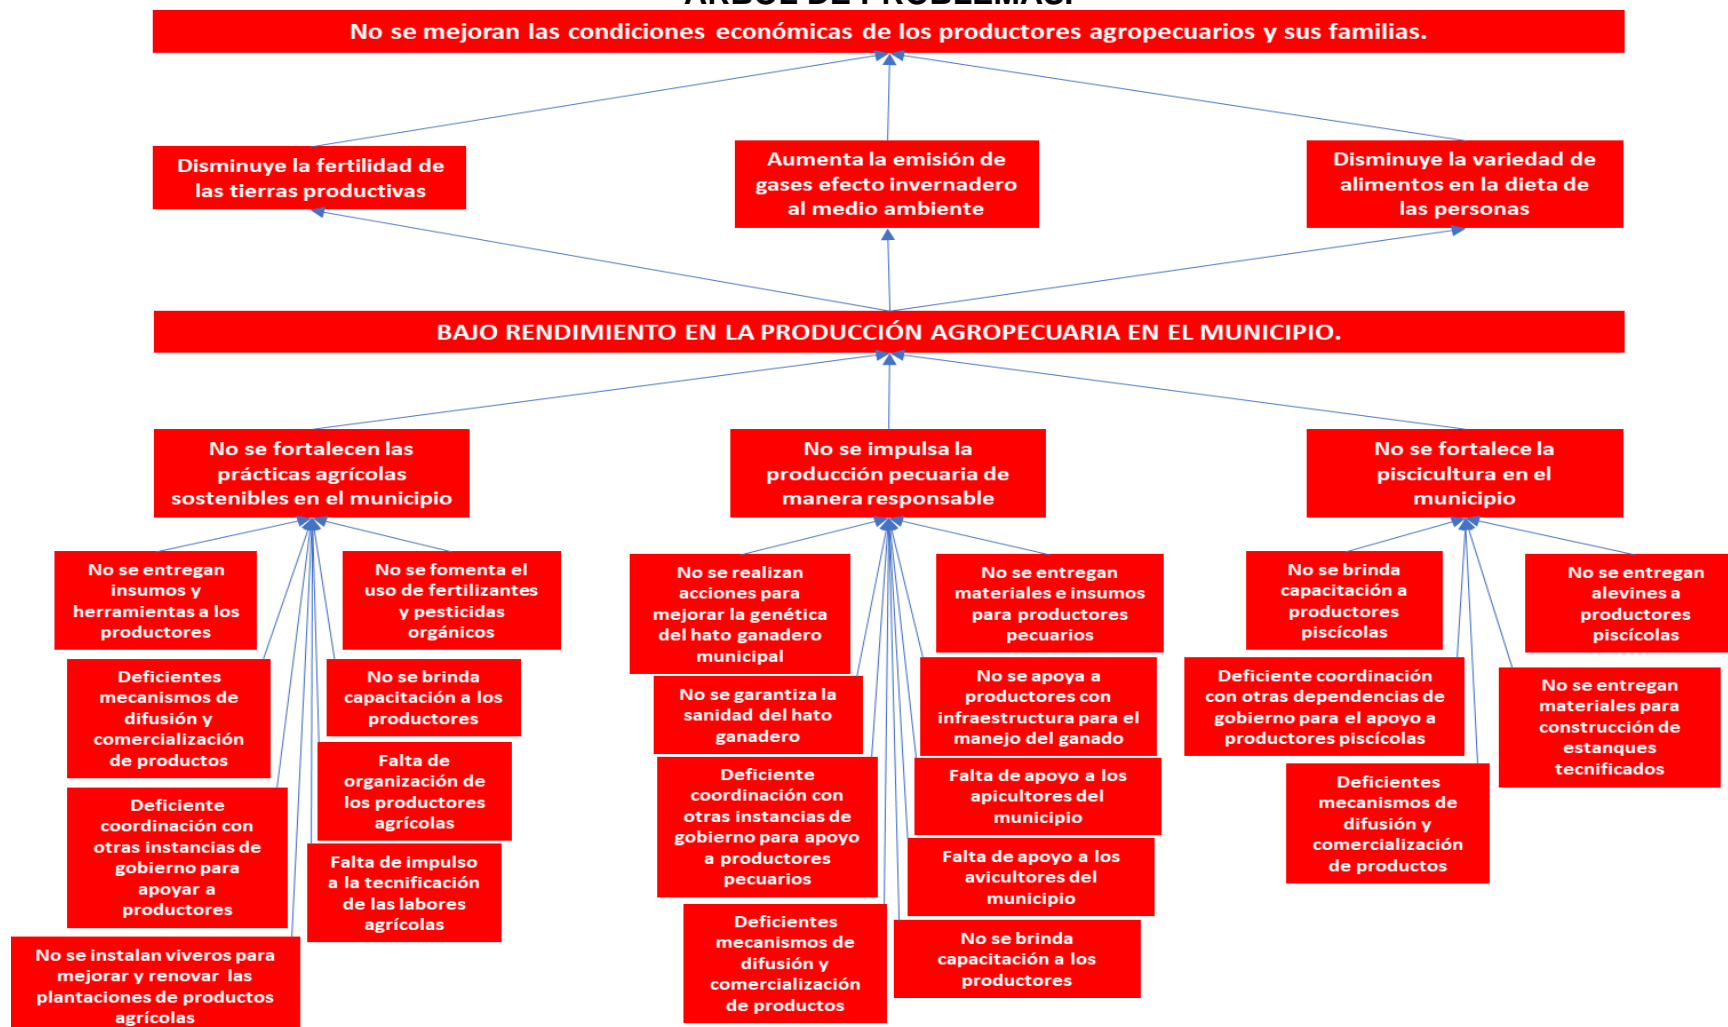 ÁRBOL DE PROBLEMAS.
No se mejoran las condiciones económicas de los productores agropecuarios y sus familias.
Disminuye la fertilidad de
las tierras productivas
Aumenta la emisión de
gases efecto invernadero
al medio ambiente
Disminuye la variedad de
alimentos en la dieta de
las personas
BAJO RENDIMIENTO EN LA PRODUCCIÓN AGROPECUARIA EN EL MUNICIPIO.
No se fortalecen las
prácticas agrícolas
sostenibles en el municipio
No se impulsa la
producción pecuaria de
manera responsable
No se fortalece la
piscicultura en el
municipio
No se entregan
insumos y
herramientas a los
productores
No se fomenta el
uso de fertilizantes
y pesticidas
orgánicos
Deficientes
mecanismos de
difusión y
comercialización
de productos
No se brinda
capacitación a los
productores
Falta de
organización de
los productores
agrícolas
Deficiente
coordinación con
otras instancias de
gobierno para
apoyar a
productores
Falta de impulso
a la tecnificación
de las labores
agrícolas
No se instalan viveros para
mejorar y renovar las
plantaciones de productos
agrícolas
No se realizan
acciones para
mejorar la genética
del hato ganadero
municipal
No se entregan
materiales e insumos
para productores
pecuarios
No se garantiza la
sanidad del hato
ganadero
No se apoya a
productores con
infraestructura para el
manejo del ganado
Deficiente
coordinación con
otras instancias de
gobierno para apoyo
a productores
pecuarios
Falta de apoyo a los
apicultores del
municipio
Falta de apoyo a los
avicultores del
municipio
Deficientes
mecanismos de
difusión y
comercialización
de productos
No se brinda
capacitación a los
productores
No se brinda
capacitación a
productores
piscícolas
No se entregan
alevines a
productores
piscícolas
Deficiente coordinación
con otras dependencias de
gobierno para el apoyo a
productores piscícolas
No se entregan
materiales para
construcción de
estanques
tecnificados
Deficientes
mecanismos de
difusión y
comercialización
de productos